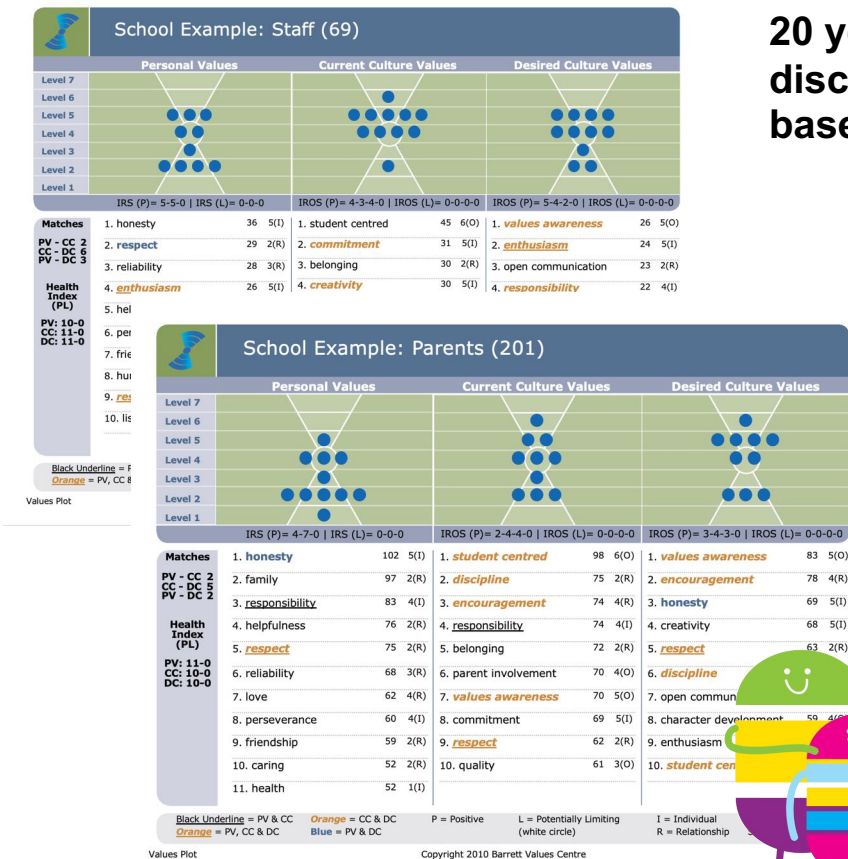 20
School Example: Staff (69)
Personal Values Current Culture Values Desired Culture Values
Level 7
Level 6
Level 5
Level 4
Level 3
Level 2
Level 1
IRS (P)= 5-5-0 | IRS (L)= 0-0-0 IROS (P)= 4-3-4-0 | IROS (L)= 0-0-0-0 IROS (P)= 5-4-2-0 | IROS (L)= 0-0-0-0
Matches
PV - CC 2
CC - DC 6
PV - DC 3
Health
Index
(PL)
PV: 10-0
CC: 11-0
DC: 11-0
1. honesty 36 5(I) 1. student centred 45 6(O) 1. values awareness 26 5(O)
2. respect 29 2(R) 2. commitment 31 5(I) 2. enthusiasm 24 5(I)
3. reliability 28 3(R) 3. belonging 30 2(R) 3. open communication 23 2(R)
4. enthusiasm 26 5(I) 4. creativity 30 5(I) 4. responsibility 22 4(I)
5.
6.
7.
8.
9.
10.
Black Underline =
Orange = PV, CC &
Values Plot
School Example: Parents (201)
Personal Values Current Culture Values Desired Culture Values
Level 7
Level 6
Level 5
Level 4
Level 3
Level 2
Level 1
IRS (P)= 4-7-0 | IRS (L)= 0-0-0 IROS (P)= 2-4-4-0 | IROS (L)= 0-0-0-0 IROS (P)= 3-4-3-0 | IROS (L)= 0-0-0-0
Matches
PV - CC 2
CC - DC 5
PV - DC 2
Health
Index
(PL)
PV: 11-0
CC: 10-0
DC: 10-0
1. honesty 102 5(I) 1. student centred 98 6(O) 1. values awareness 83 5(O)
2. family 97 2(R) 2. discipline 75 2(R) 2. encouragement 78 4(R)
3. responsibility 83 4(I) 3. encouragement 74 4(R) 3. honesty 69 5(I)
4. helpfulness 76 2(R) 4. responsibility 74 4(I) 4. creativity 68 5(I)
5. respect 75 2(R) 5. belonging 72 2(R) 5. respect 63 2(R)
6. reliability 68 3(R) 6. parent involvement 70 4(O) 6. discipline
7. love 62 4(R) 7. values awareness 70 5(O) 7. open
8. perseverance 60 4(I) 8. commitment 69 5(I) 8. character development 59
9. friendship 59 2(R) 9. respect 62 2(R) 9. enthusiasm
10. caring 52 2(R) 10. quality 61 3(O) 10. student
11. health 52 1(I)
Black Underline = PV & CC Orange = CC & DC P = Positive L = Potentially Limiting I = Individual
Orange = PV, CC & DC Blue = PV & DC (white circle) R = Relationship
Values Plot Copyright 2010 Barrett Values Centre